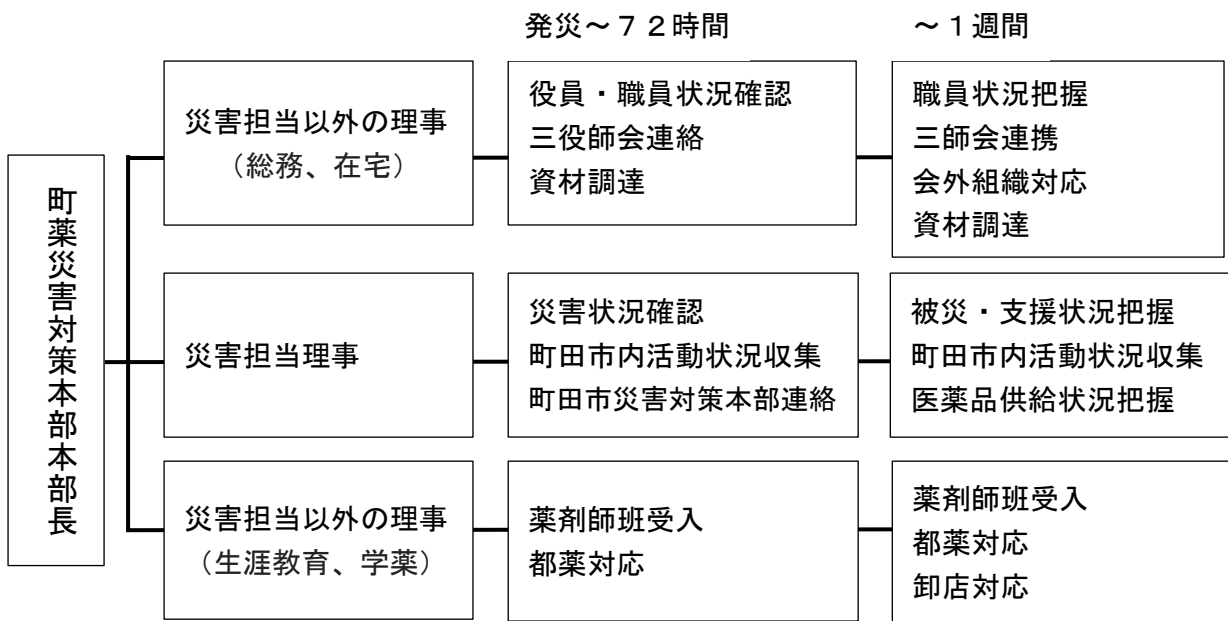 発災～７２時間
～１週間
町薬災害対策本部本部長
災害担当以外の理事
（総務、在宅）
役員・職員状況確認
三役師会連絡
資材調達
職員状況把握
三師会連携
会外組織対応
資材調達
災害担当理事
災害状況確認
町田市内活動状況収集
町田市災害対策本部連絡
被災・支援状況把握
町田市内活動状況収集
医薬品供給状況把握
災害担当以外の理事
（生涯教育、学薬）
薬剤師班受入
都薬対応
薬剤師班受入
都薬対応
卸店対応